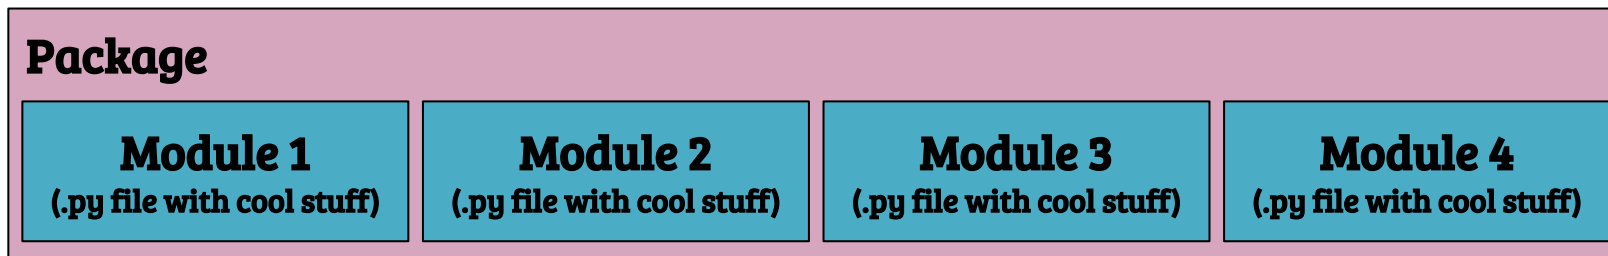 Package
Module 1
(.py file with cool stuff)
Module 2
(.py file with cool stuff)
Module 3
(.py file with cool stuff)
Module 4
(.py file with cool stuff)